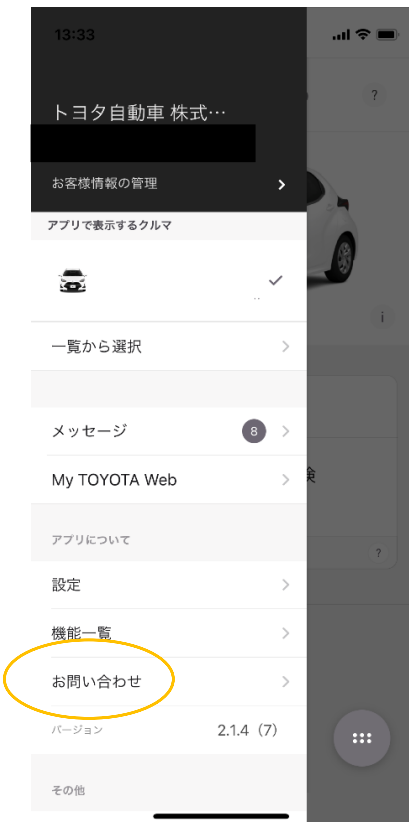 13:33
トヨタ自動車 株式…
?
お客様情報の管理
アプリで表示するクルマ
i
一覧から選択
メッセージ 8
My TOYOTA Web
険
アプリについて
?
設定
機能一覧
お問い合わせ
バージョン 2.1.4（7）
その他